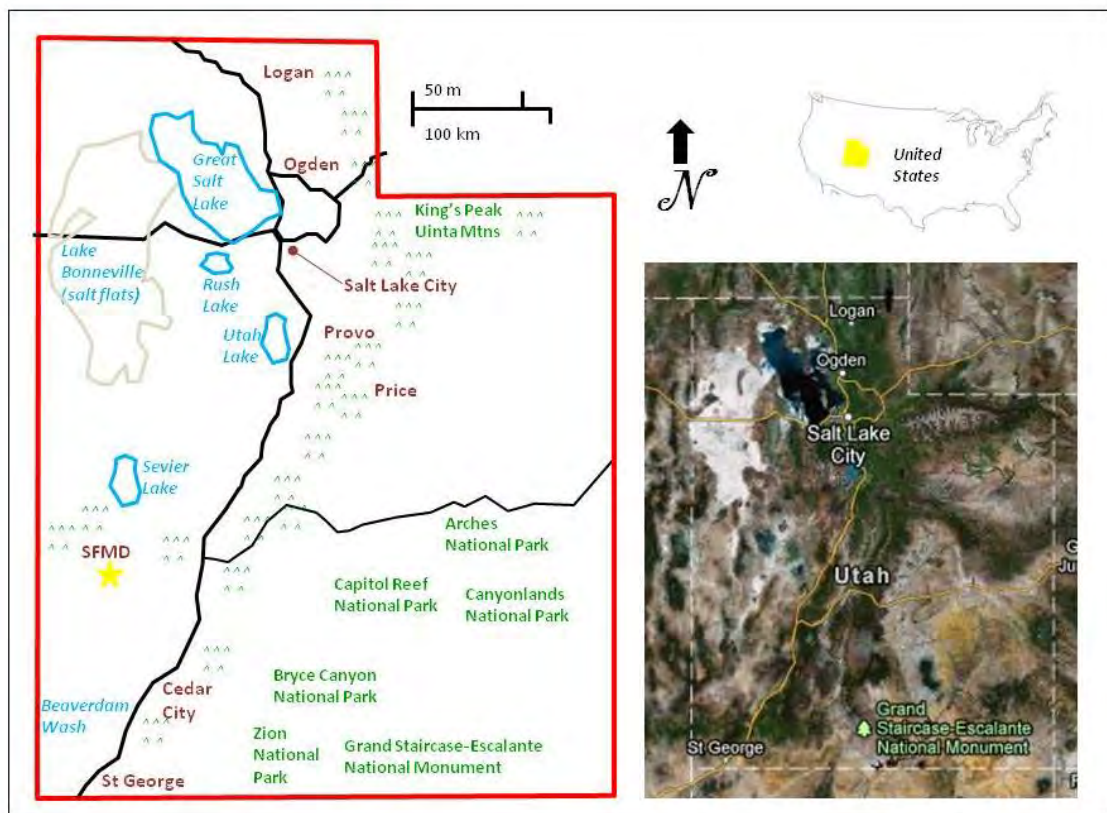 Logan
50 m
100 km
N
United
States
Great
Salt
Lake
Ogden
King's Peak
Uinta Mtns
Lake
Bonneville
(salt flats)
Rush
Lake
Salt Lake City
Utah
Lake
Provo
Price
Sevier
Lake
SFMD
Arches
National Park
Capitol Reef
National Park
Canyonlands
National Park
Bryce Canyon
National Park
Cedar
City
Beaverdam
Wash
Zion
National
Park
Grand Staircase-Escalante
National Monument
St George
Logan
Ogden
Salt Lake
City
G
Ju
Utah
Grand
Staircase-Escalante
National Monument
St George